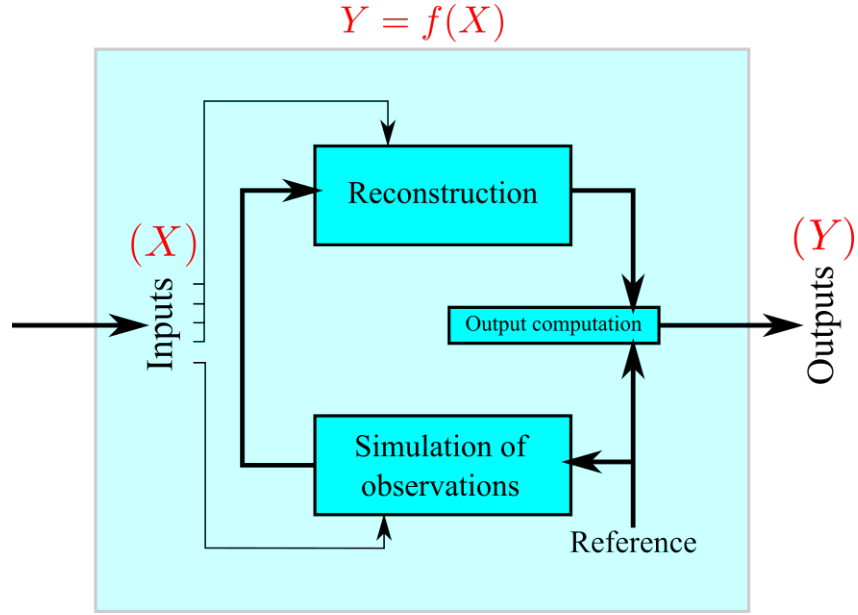 Y = f(X)
Reconstruction
(X)
Inputs
Output computation
(Y)
Outputs
Simulation of
observations
Reference